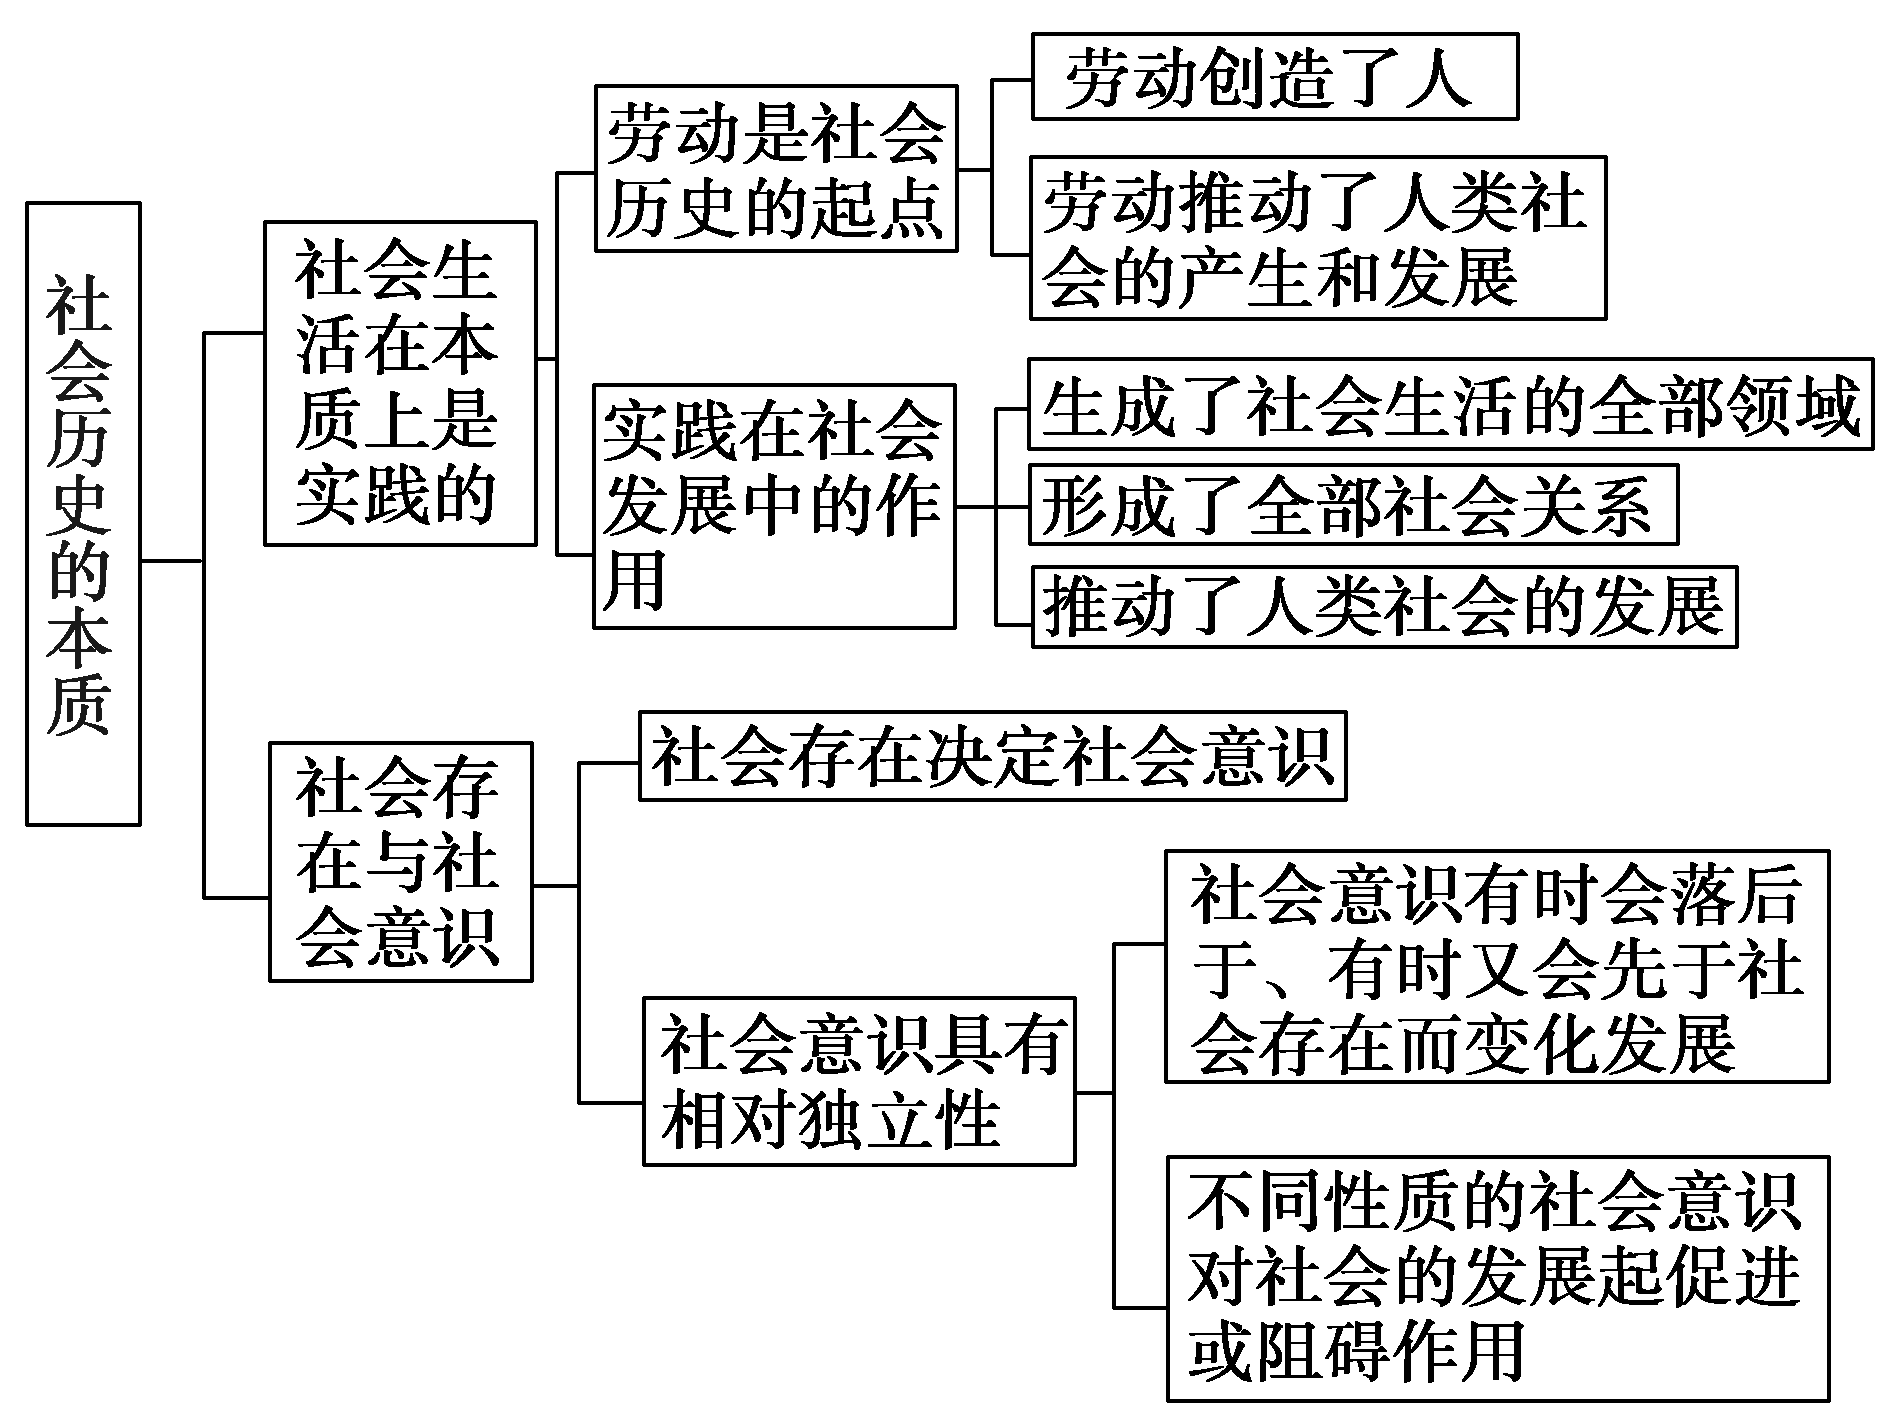 社会历史的本质
社会生
活在本
质上是
实践的
劳动是社会
历史的起点
劳动创造了人
劳动推动了人类社
会的产生和发展
实践在社会
发展中的作
用
生成了社会生活的全部领域
形成了全部社会关系
推动了人类社会的发展
社会存
在与社
会意识
社会存在决定社会意识
社会意识具有
相对独立性
社会意识有时会落后
于、有时又会先于社
会存在而变化发展
不同性质的社会意识
对社会的发展起促进
或阻碍作用